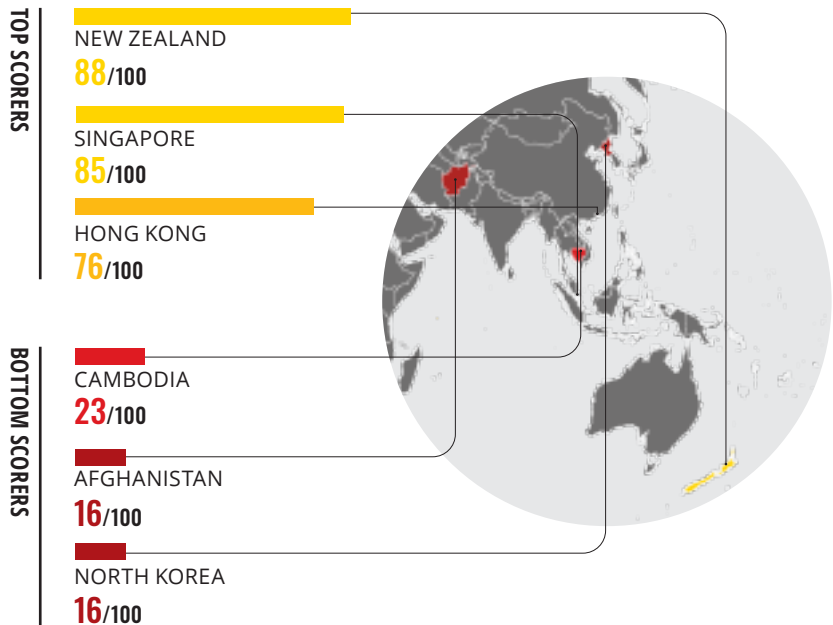 TOP SCORERS
NEW ZEALAND
88/100
SINGAPORE
85/100
HONG KONG
76/100
BOTTOM SCORERS
CAMBODIA
23/100
AFGHANISTAN
16/100
NORTH KOREA
16/100